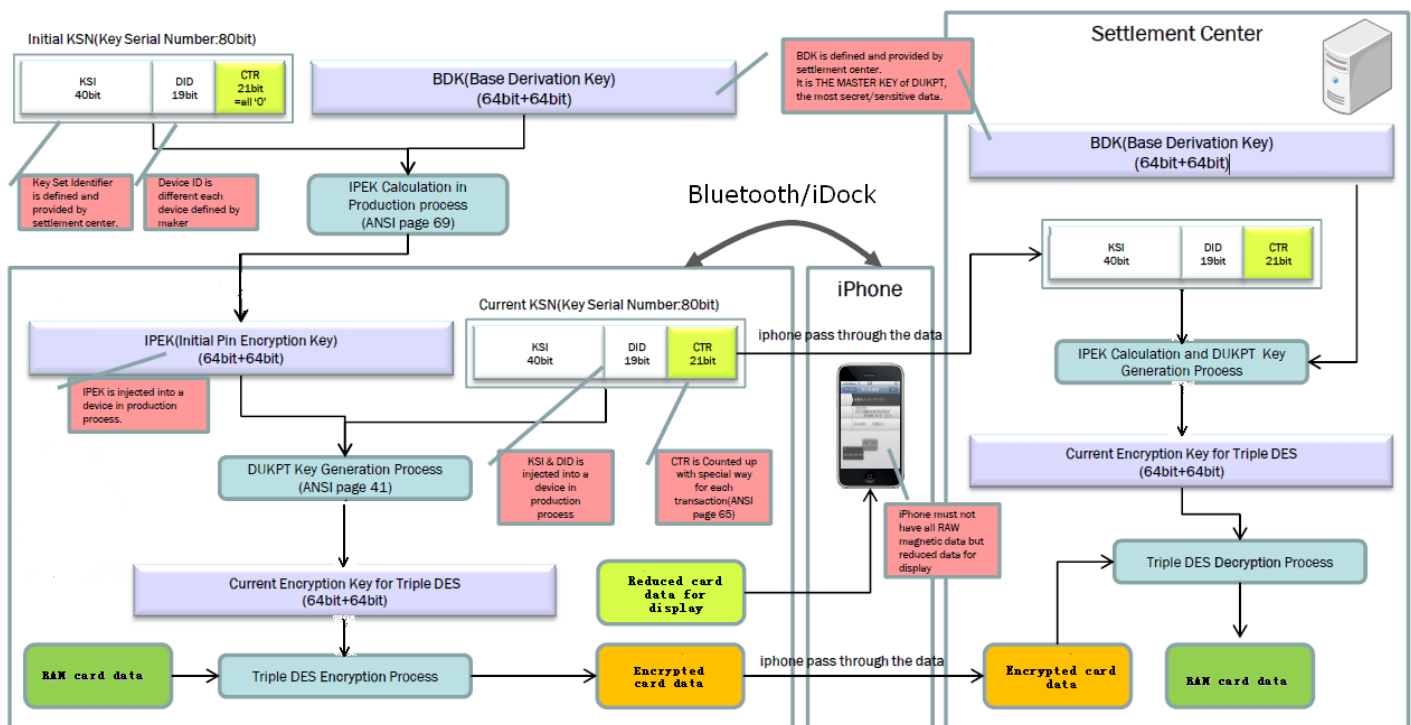 Initial KSN(Key Serial Number:80bit)
KSI
40bit
DID
19bit
CTR
21bit
=all '0'
BDK(Base Derivation Key)
(64bit+64bit)
BDK is defined and provided by
settlement center.
It is THE MASTER KEY of DUKPT,
the most secret/sensitive data.
Settlement Center
BDK(Base Derivation Key)
(64bit+64bit)
Key Set Identifier
is defined and
provided by
settlement center.
Device ID is
different each
device defined by
maker
IPEK Calculation in
Production process
(ANSI page 69)
Bluetooth/iDock
KSI
40bit
DID
19bit
CTR
21bit
iPhone
Current KSN(Key Serial Number:80bit)
KSI
40bit
DID
19bit
CTR
21bit
iphone pass through the data
IPEK(Initial Pin Encryption Key)
(64bit+64bit)
IPEK is injected into a
device in production
process.
IPEK Calculation and DUKPT Key
Generation Process
DUKPT Key Generation Process
(ANSI page 41)
KSI & DID is
injected into a
device in
production
process
CTR is Counted up
with special way
for each
transaction(ANSI
page 65)
Current Encryption Key for Triple DES
(64bit+64bit)
iPhone must not
have all RAW
magnetic data but
reduced data for
display
Current Encryption Key for Triple DES
(64bit+64bit)
Reduced card
data for
display
Triple DES Decryption Process
RAW card data
Triple DES Encryption Process
Encrypted
card data
iphone pass through the data
Encrypted card
data
RAW card data